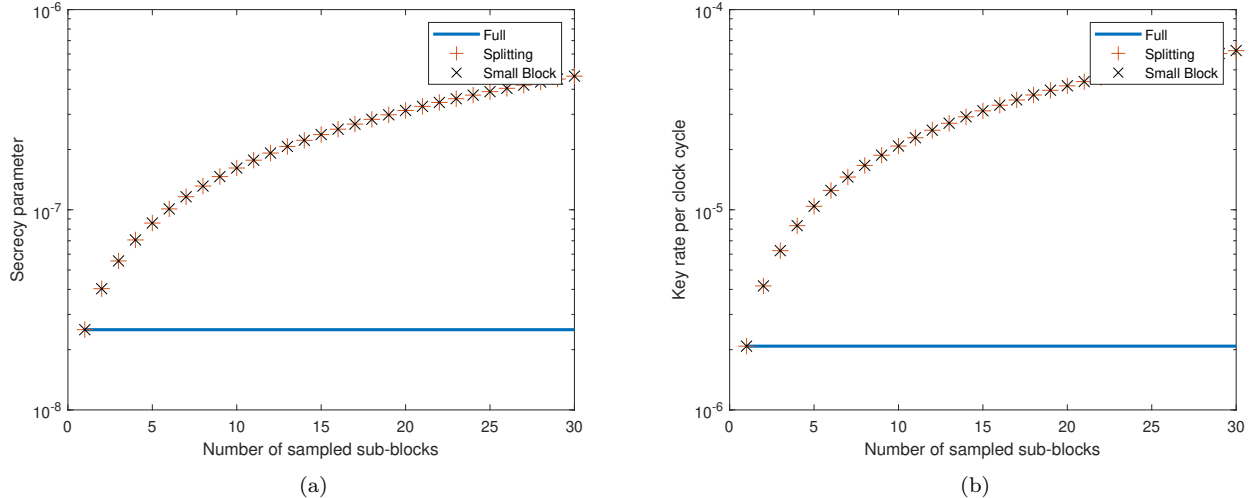 10^-6
10^-7
10^-8
Secrecy parameter
Full
Splitting
Small Block
0 5 10 15 20 25 30
Number of sampled sub-blocks
(a)
10^-4
10^-5
10^-6
Key rate per clock cycle
Full
Splitting
Small Block
0 5 10 15 20 25 30
Number of sampled sub-blocks
(b)